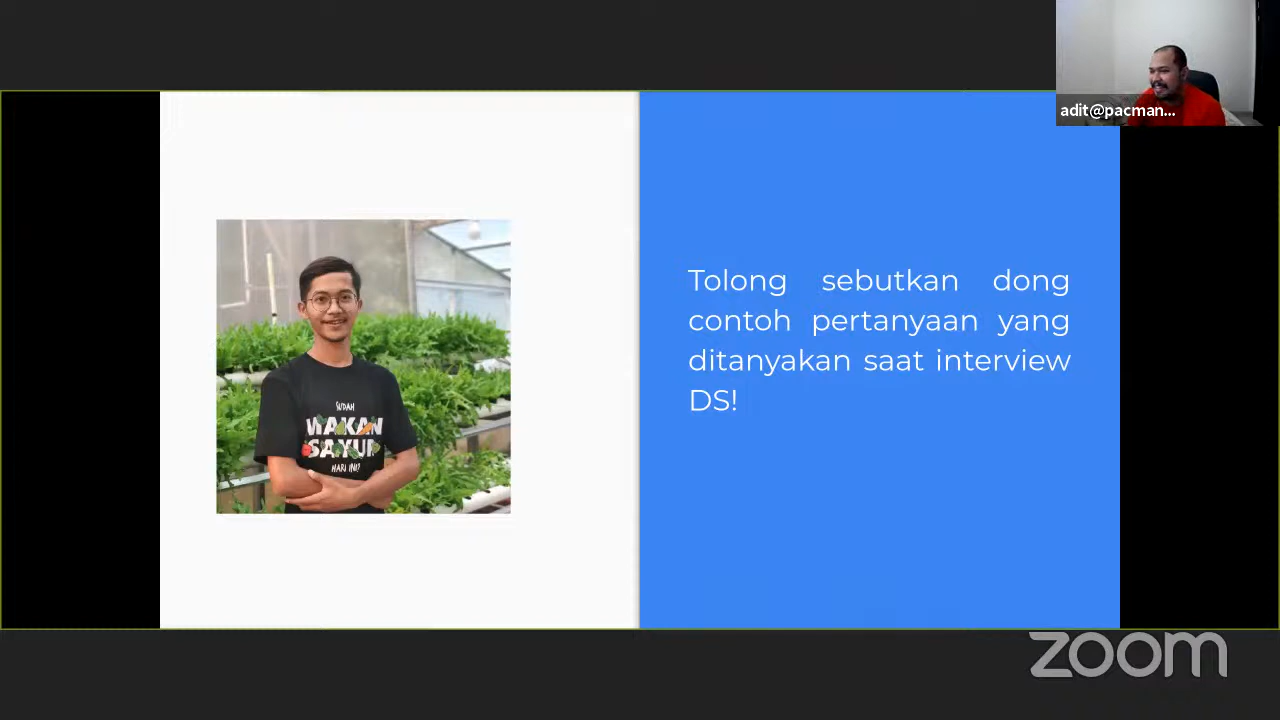 adit@pacman...
SUDAH
MAKAN
SAYUR
HARI INI?
Tolong sebutkan dong
contoh pertanyaan yang
ditanyakan saat interview
DS!
zoom